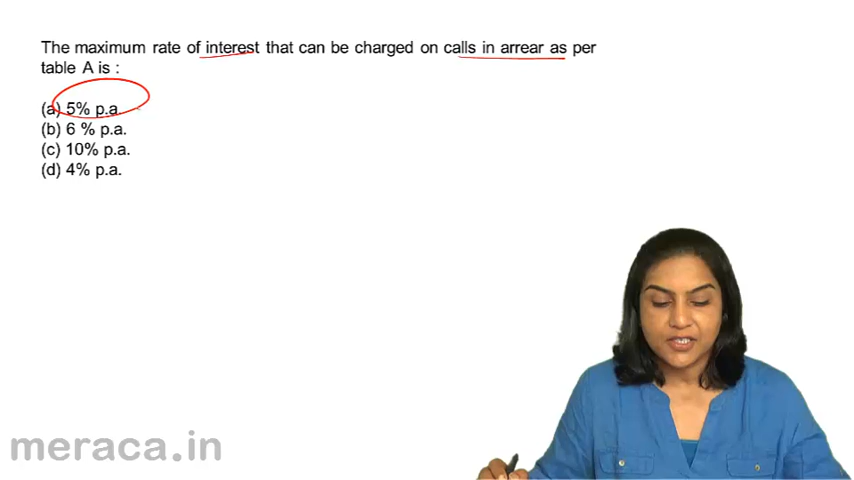 The maximum rate of interest that can be charged on calls in arrear as per
table A is :
(a) 5% p.a.
(b) 6 % p.a.
(c) 10% p.a.
(d) 4% p.a.
meraca.in